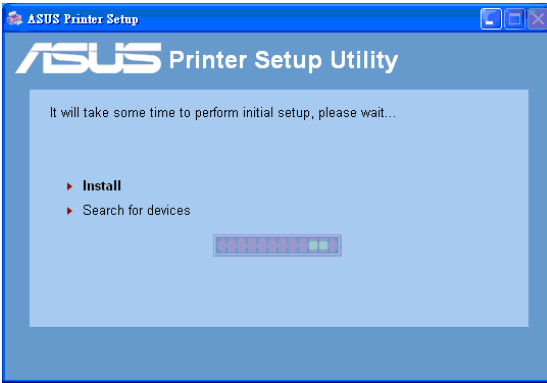 ASUS Printer Setup
ASUS Printer Setup Utility
It will take some time to perform initial setup, please wait...
Install
Search for devices